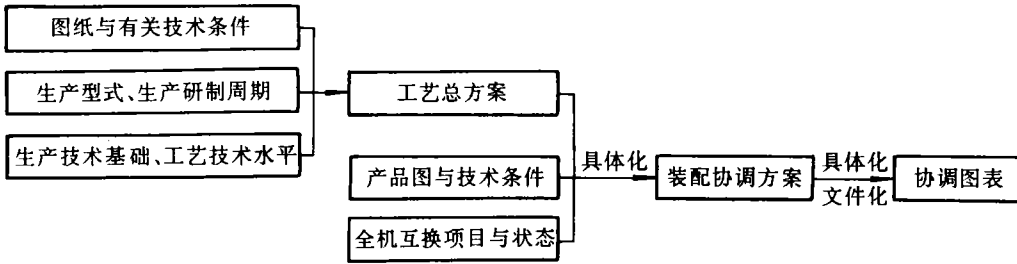 图纸与有关技术条件
生产型式、生产研制周期
生产技术基础、工艺技术水平
工艺总方案
产品图与技术条件
全机互换项目与状态
具体化
装配协调方案
具体化
文件化
协调图表